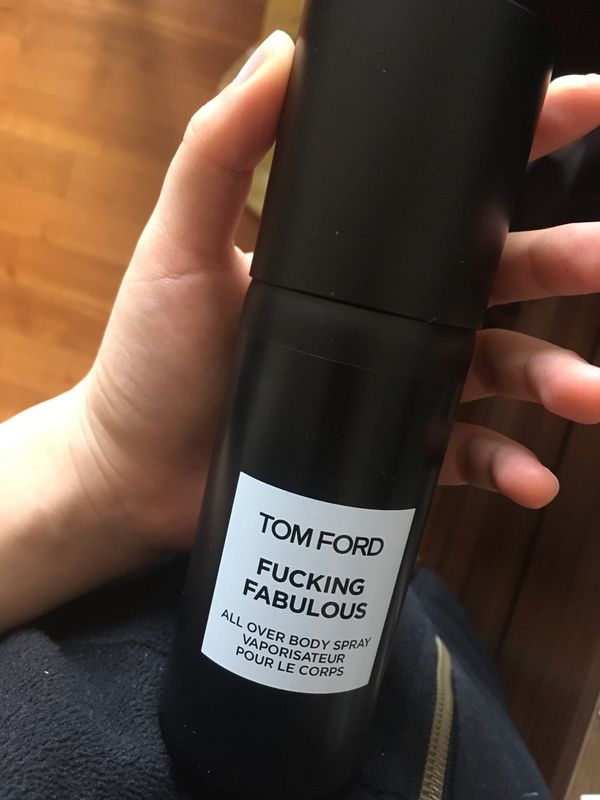 TOM FORD
FUCKING
FABULOUS
ALL OVER BODY SPRAY
VAPORISATEUR
POUR LE CORPS